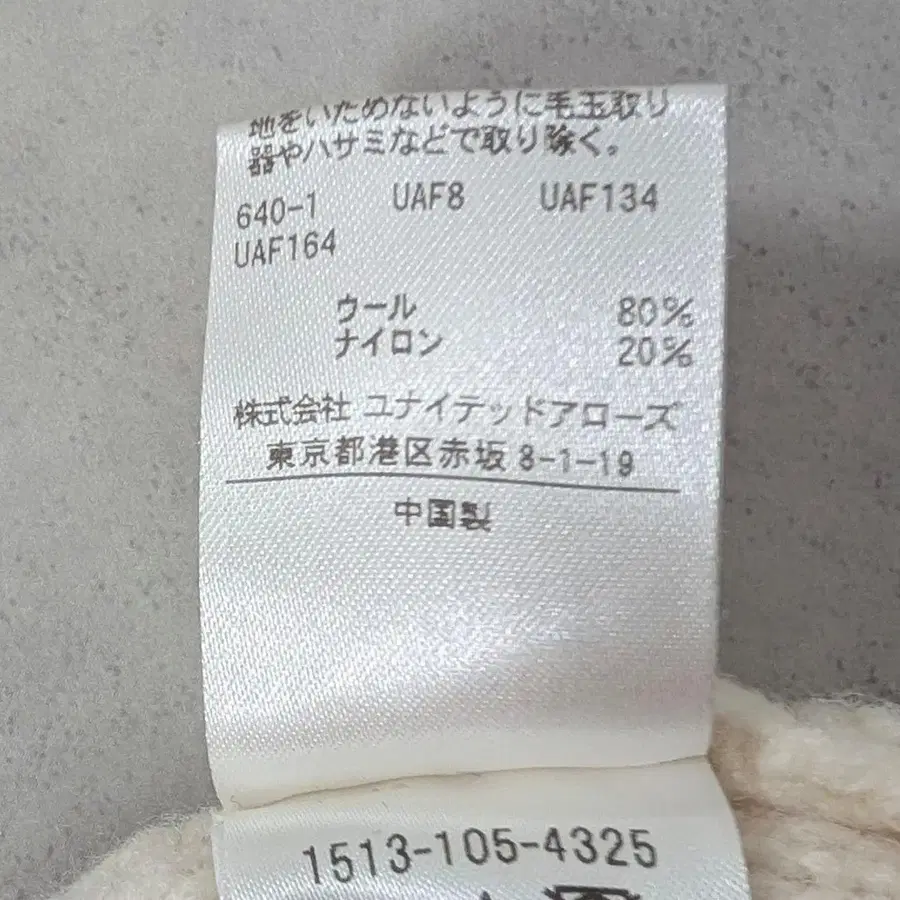 地をいためないように毛玉取り
器やハサミなどで取り除く。
640-1 UAF8 UAF134
UAF164
ウール 80%
ナイロン 20%
株式会社 ユナイテッドアローズ
東京都港区赤坂 8-1-19
中国製
1513-105-4325